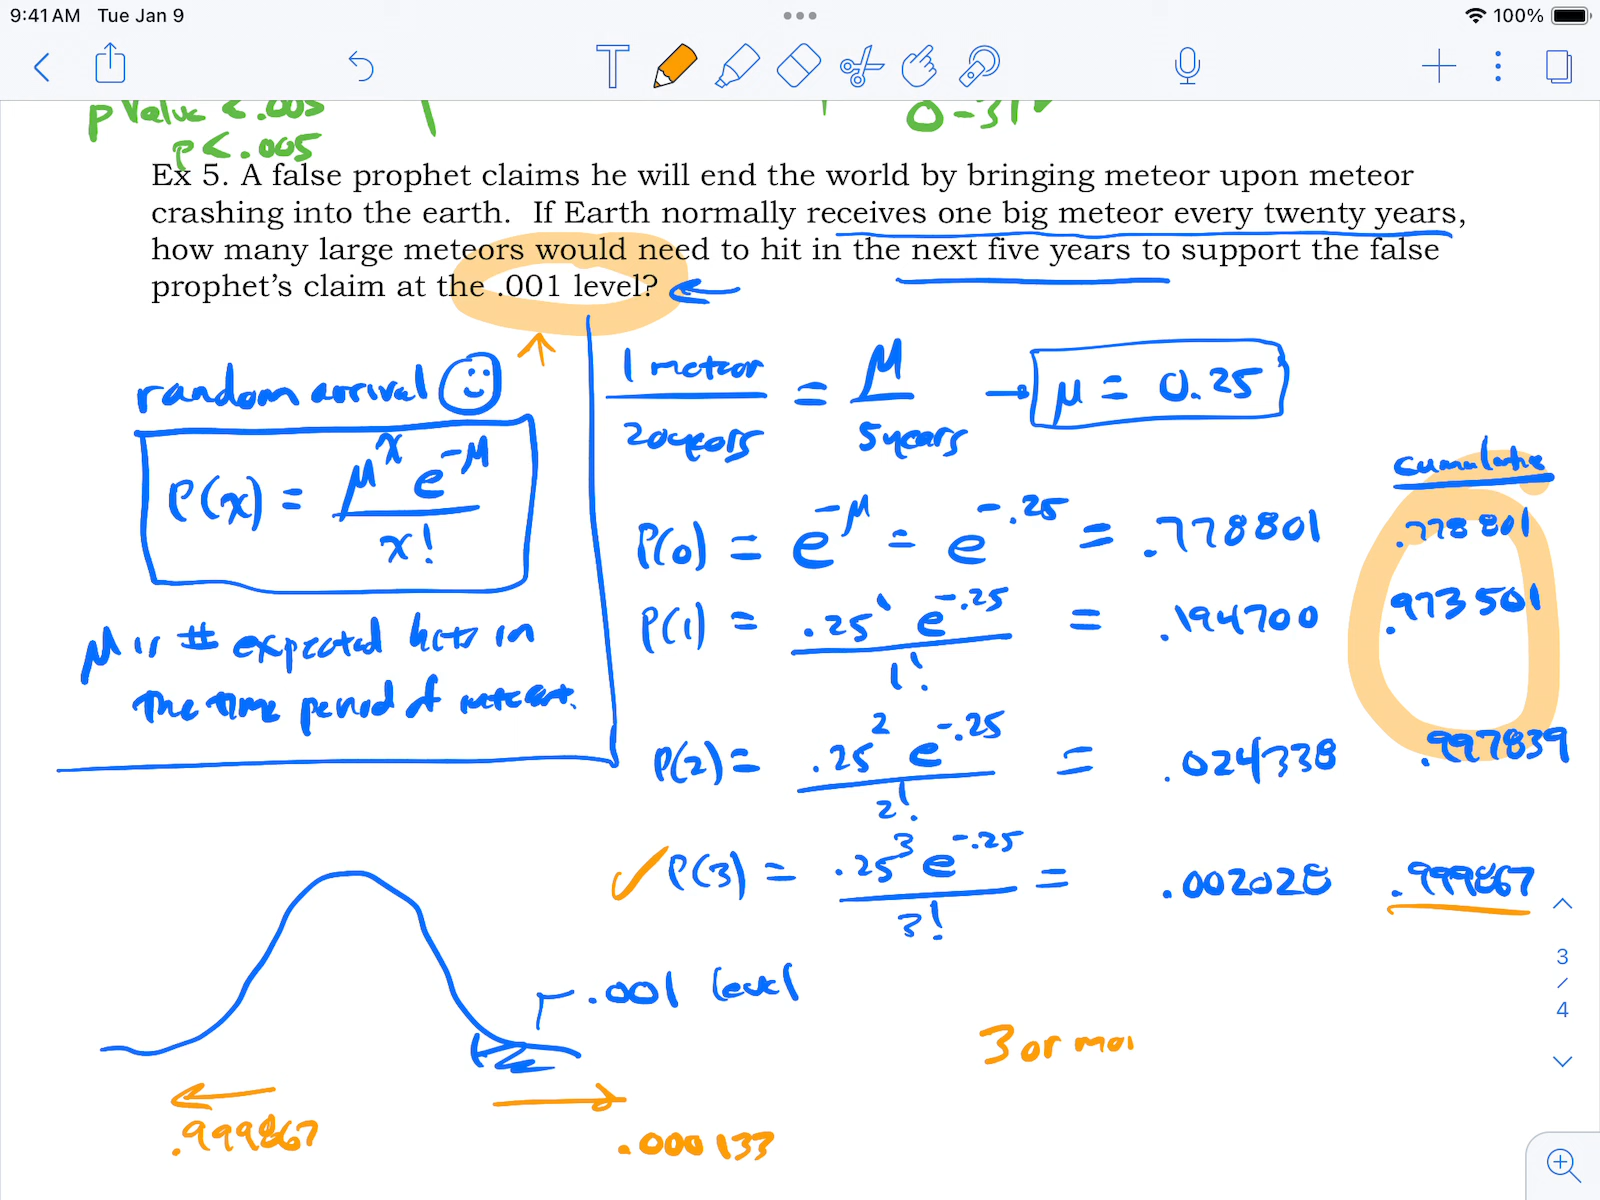 9:41 AM Tue Jan 9
100%
p value < .005
p < .005
Ex 5. A false prophet claims he will end the world by bringing meteor upon meteor
crashing into the earth. If Earth normally receives one big meteor every twenty years,
how many large meteors would need to hit in the next five years to support the false
prophet's claim at the .001 level?
random arrival
P(x) = μ^x e^-μ / x!
μ is # expected hits in
the time period of interest.
1 meteor / 20 years = μ / 5 years → μ = 0.25
cumulative
P(0) = e^-μ = e^-.25 = .778801 .778801
P(1) = .25^1 e^-.25 / 1! = .194700 .973501
P(2) = .25^2 e^-.25 / 2! = .024338 .997839
✓ P(3) = .25^3 e^-.25 / 3! = .002028 .999867
.001 level
3 or mor
.999867
.000133
3
/
4